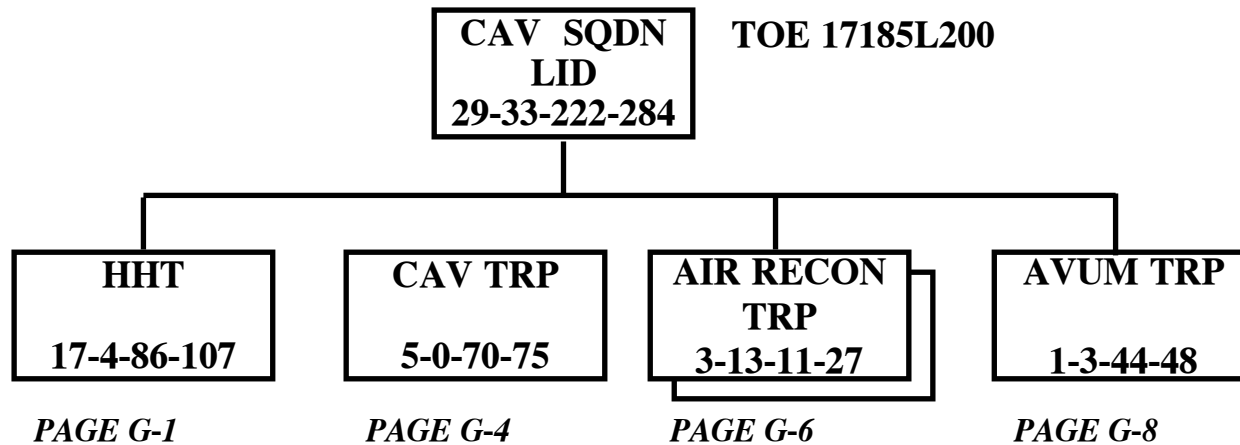 CAV SQDN
LID
29-33-222-284
TOE 17185L200
HHT
17-4-86-107
PAGE G-1
CAV TRP
5-0-70-75
PAGE G-4
AIR RECON
TRP
3-13-11-27
PAGE G-6
AVUM TRP
1-3-44-48
PAGE G-8